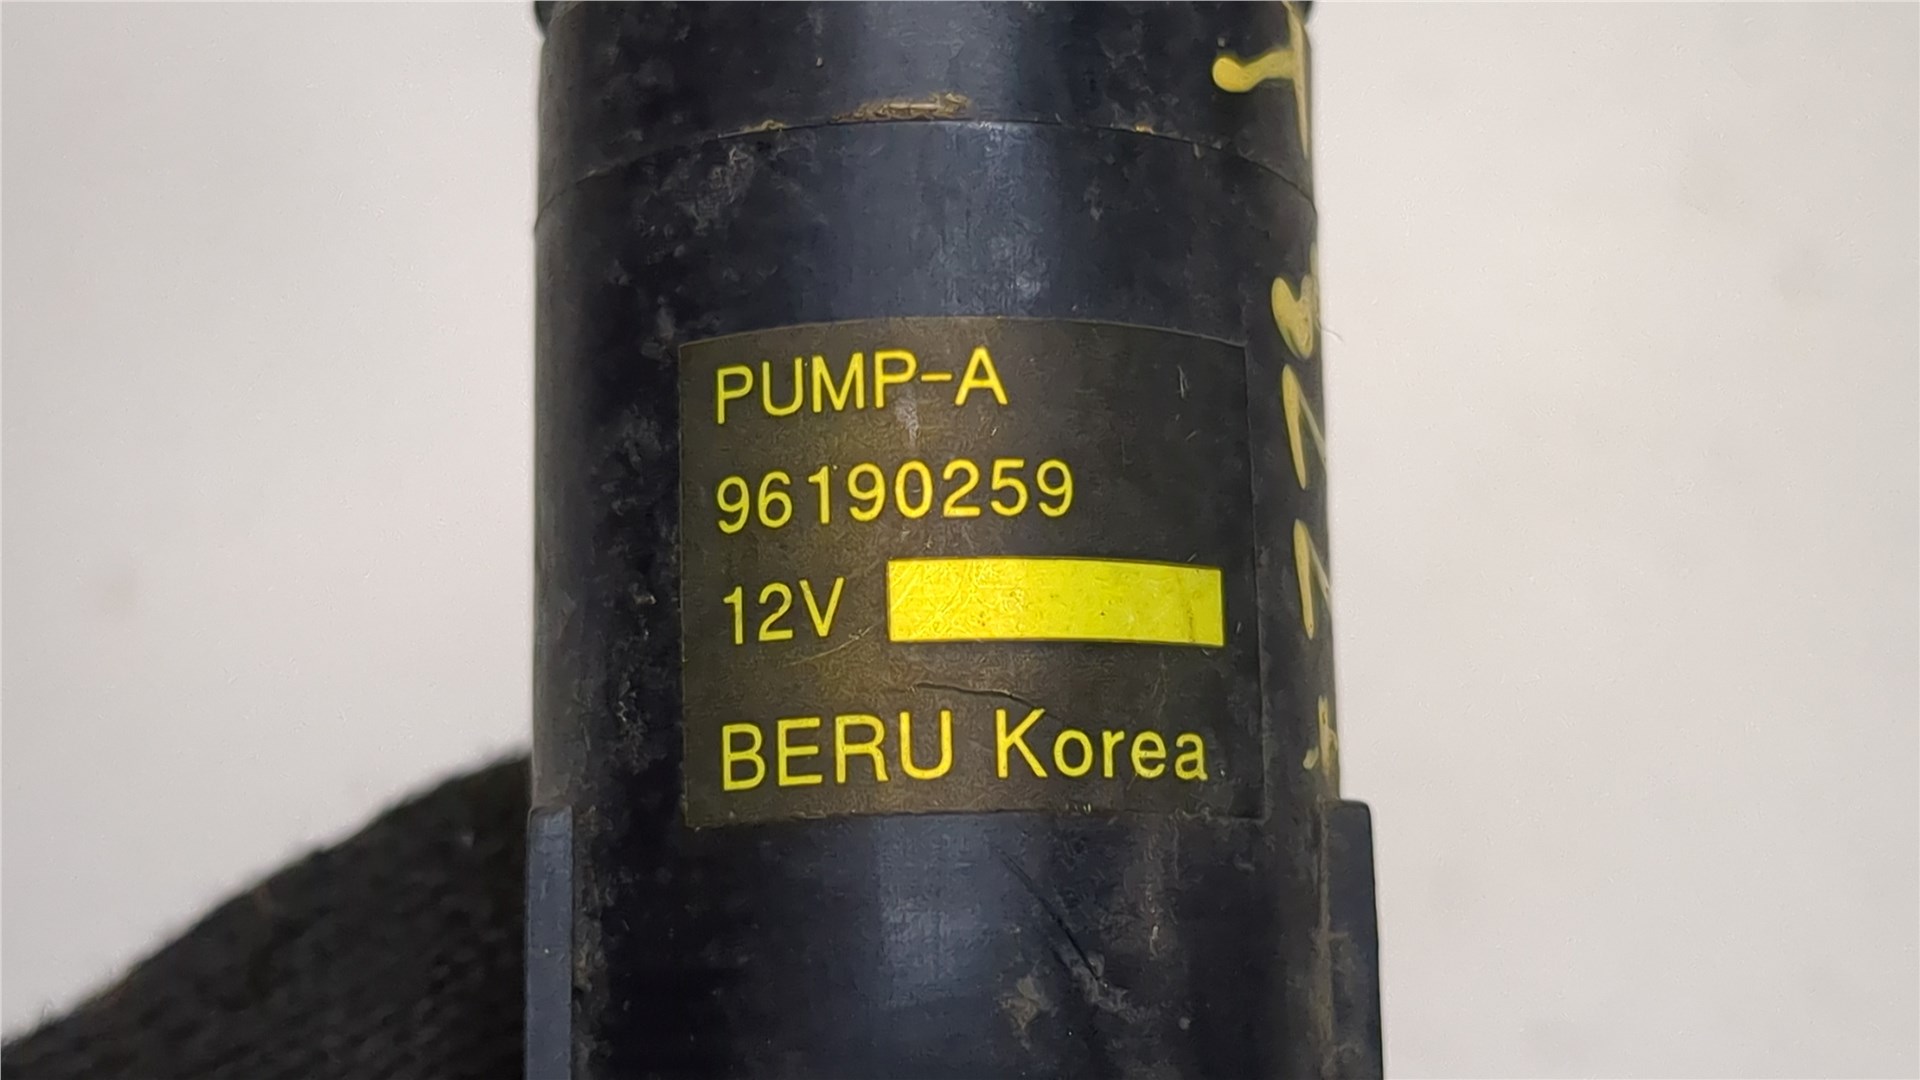 PUMP-A
96190259
12V
BERU Korea